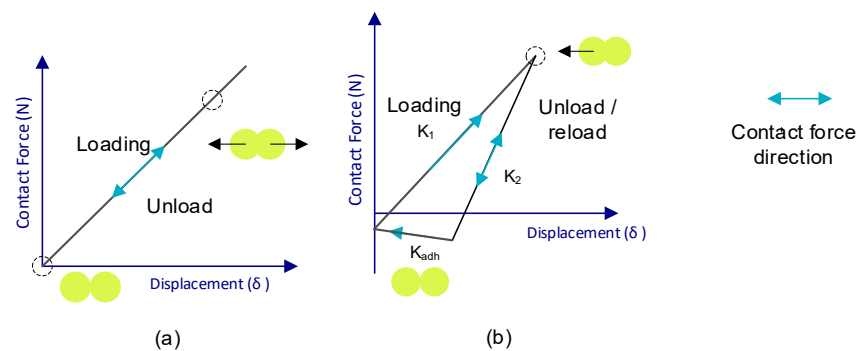 Contact Force (N)
Loading
Unload
Displacement (δ )
(a)
Contact Force (N)
Loading
K1
Unload /
reload
K2
Displacement (δ )
Kadh
(b)
Contact force
direction